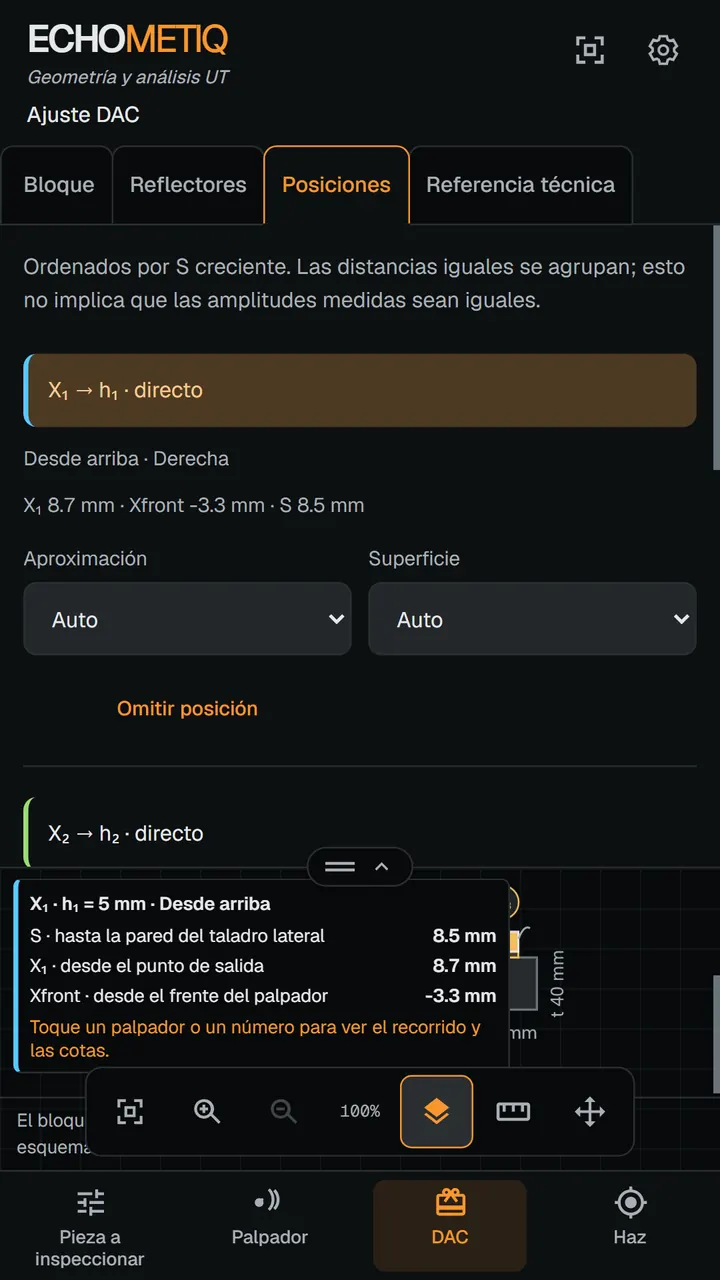 ECHOMETIQ
Geometría y análisis UT
Ajuste DAC
Bloque
Reflectores
Posiciones
Referencia técnica
Ordenados por S creciente. Las distancias iguales se agrupan; esto
no implica que las amplitudes medidas sean iguales.
X₁ → h₁ · directo
Desde arriba · Derecha
X₁ 8.7 mm · Xfront -3.3 mm · S 8.5 mm
Aproximación
Superficie
Auto
Auto
Omitir posición
X₂ → h₂ · directo
X₁ · h₁ = 5 mm · Desde arriba
S · hasta la pared del taladro lateral 8.5 mm
X₁ · desde el punto de salida 8.7 mm
Xfront · desde el frente del palpador -3.3 mm
Toque un palpador o un número para ver el recorrido y
las cotas.
t 40 mm
mm
El bloqu
esquema
100%
Pieza a
inspeccionar
Palpador
DAC
Haz